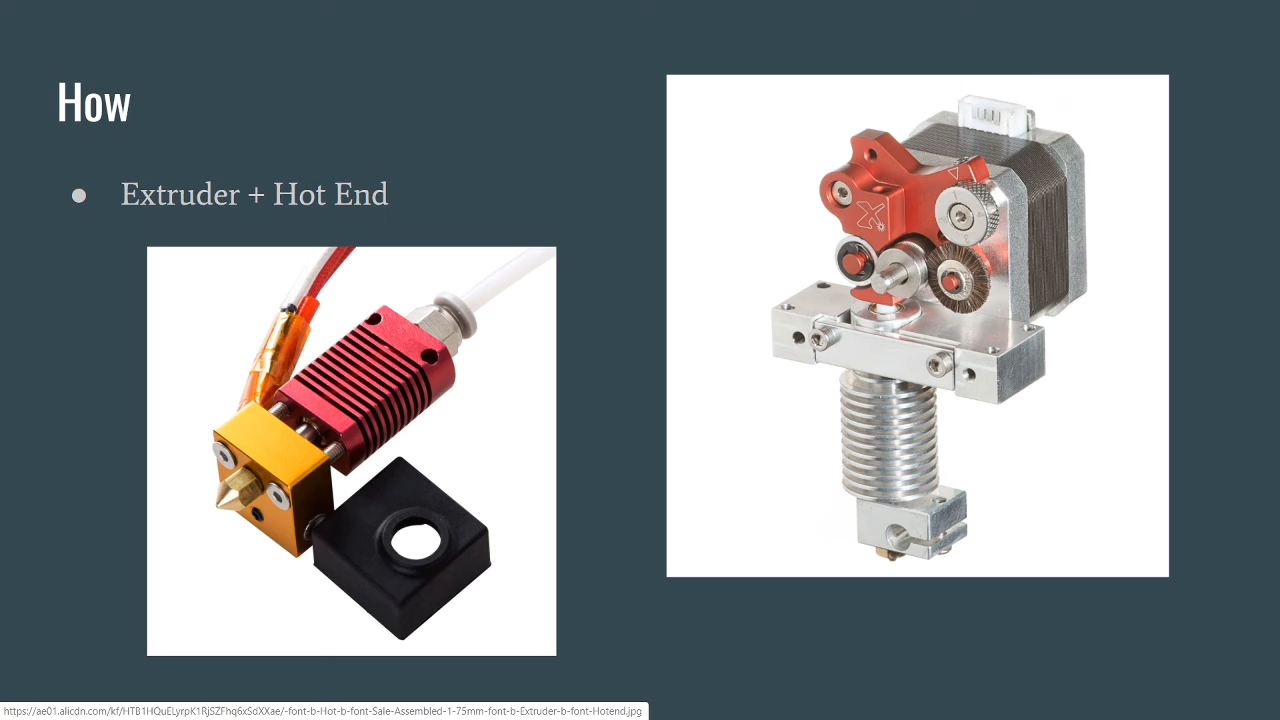 How
● Extruder + Hot End
https://ae01.alicdn.com/kf/HTB1HQuELyrpK1RjSZFhq6xSdXXae/-font-b-Hot-b-font-Sale-Assembled-1-75mm-font-b-Extruder-b-font-Hotend.jpg